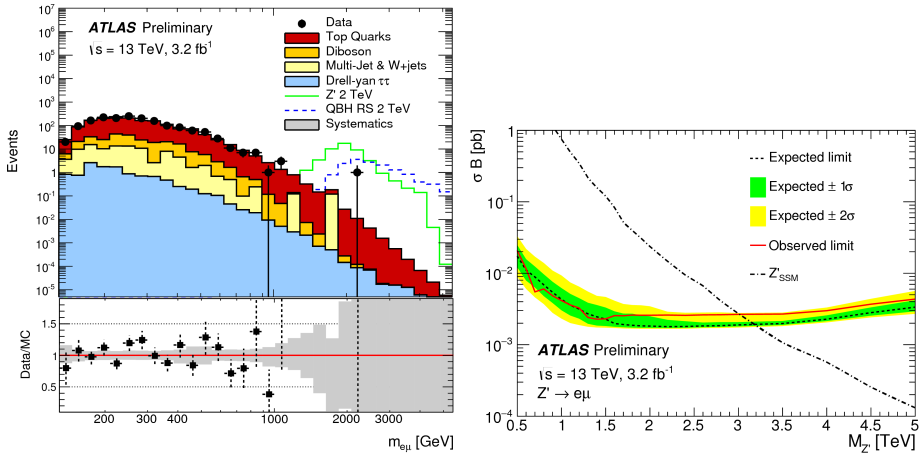 ATLAS Preliminary
√s = 13 TeV, 3.2 fb⁻¹
Data
Top Quarks
Diboson
Multi-Jet & W+jets
Drell-yan ττ
Z' 2 TeV
QBH RS 2 TeV
Systematics
Events
10⁷
10⁶
10⁵
10⁴
10³
10²
10
1
10⁻¹
10⁻²
10⁻³
10⁻⁴
10⁻⁵
Data/MC
1.5
1
0.5
200 300 400 1000 2000 3000
m_eμ [GeV]
σ B [pb]
1
10⁻¹
10⁻²
10⁻³
10⁻⁴
Expected limit
Expected ± 1σ
Expected ± 2σ
Observed limit
Z'_SSM
ATLAS Preliminary
√s = 13 TeV, 3.2 fb⁻¹
Z' → eμ
0.5 1 1.5 2 2.5 3 3.5 4 4.5 5
M_Z' [TeV]